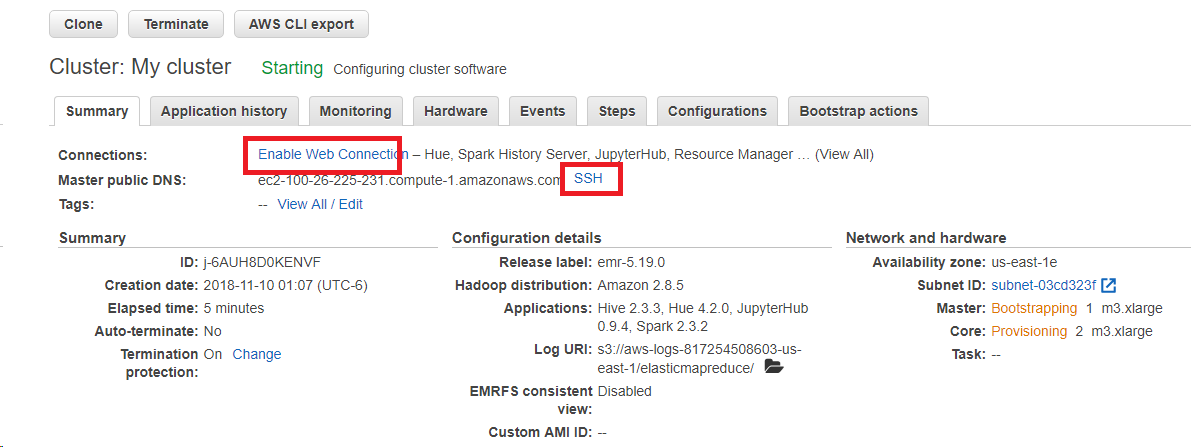 Clone Terminate AWS CLI export
Cluster: My cluster Starting Configuring cluster software
Summary Application history Monitoring Hardware Events Steps Configurations Bootstrap actions
Connections: Enable Web Connection – Hue, Spark History Server, JupyterHub, Resource Manager … (View All)
Master public DNS: ec2-100-26-225-231.compute-1.amazonaws.com SSH
Tags: -- View All / Edit
Summary
ID: j-6AUH8D0KENVF
Creation date: 2018-11-10 01:07 (UTC-6)
Elapsed time: 5 minutes
Auto-terminate: No
Termination On Change
protection:
Configuration details
Release label: emr-5.19.0
Hadoop distribution: Amazon 2.8.5
Applications: Hive 2.3.3, Hue 4.2.0, JupyterHub
0.9.4, Spark 2.3.2
Log URI: s3://aws-logs-817254508603-us-
east-1/elasticmapreduce/
EMRFS consistent Disabled
view:
Custom AMI ID: --
Network and hardware
Availability zone: us-east-1e
Subnet ID: subnet-03cd323f
Master: Bootstrapping 1 m3.xlarge
Core: Provisioning 2 m3.xlarge
Task: --